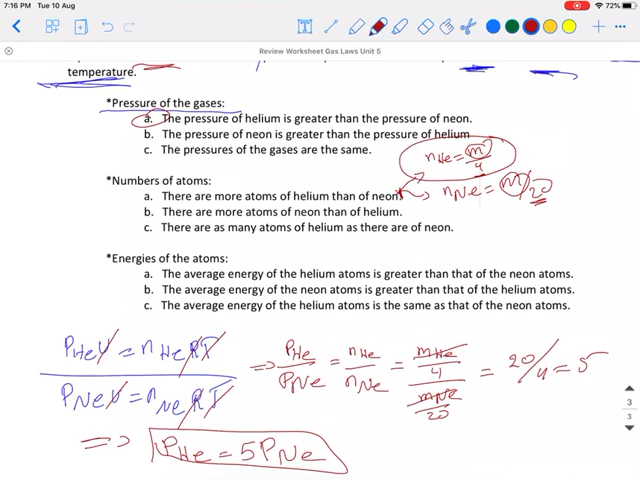 7:16 PM Tue 10 Aug
72%
Review Worksheet Gas Laws Unit 5
temperature.
*Pressure of the gases:
a. The pressure of helium is greater than the pressure of neon.
b. The pressure of neon is greater than the pressure of helium
c. The pressures of the gases are the same.
nHe = m/4
*Numbers of atoms:
nNe = m/20
a. There are more atoms of helium than of neon.
b. There are more atoms of neon than of helium.
c. There are as many atoms of helium as there are of neon.
*Energies of the atoms:
a. The average energy of the helium atoms is greater than that of the neon atoms.
b. The average energy of the neon atoms is greater than that of the helium atoms.
c. The average energy of the helium is the same as that of the neon atoms.
PHeV = nHeRT
PNeV = nNeRT
=> PHe/PNe = nHe/nNe = mHe/4 / mNe/20 = 20/4 = 5
=> PHe = 5PNe
3
3